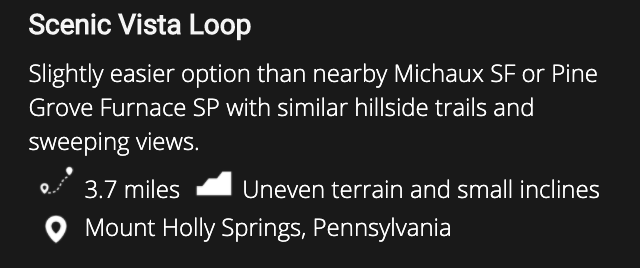 Scenic Vista Loop
Slightly easier option than nearby Michaux SF or Pine
Grove Furnace SP with similar hillside trails and
sweeping views.
3.7 miles Uneven terrain and small inclines
Mount Holly Springs, Pennsylvania